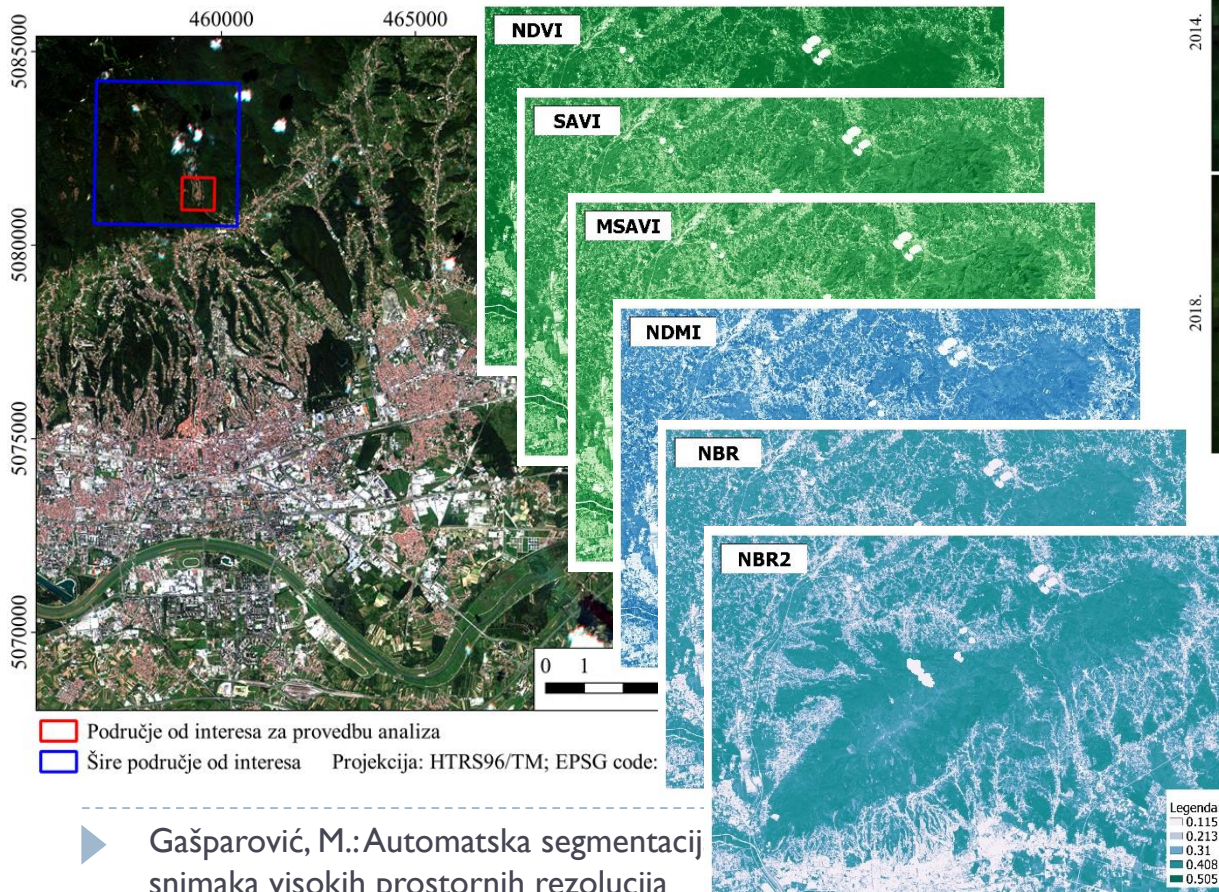 460000 465000
5085000
5080000
5075000
5070000
0 1
Područje od interesa za provedbu analiza
Šire područje od interesa Projekcija: HTRS96/TM; EPSG code:
NDVI
SAVI
MSAVI
NDMI
NBR
NBR2
Legenda
0.115
0.213
0.31
0.408
0.505
2014.
2018.
Gašparović, M.: Automatska segmentacij
snimaka visokih prostornih rezolucija